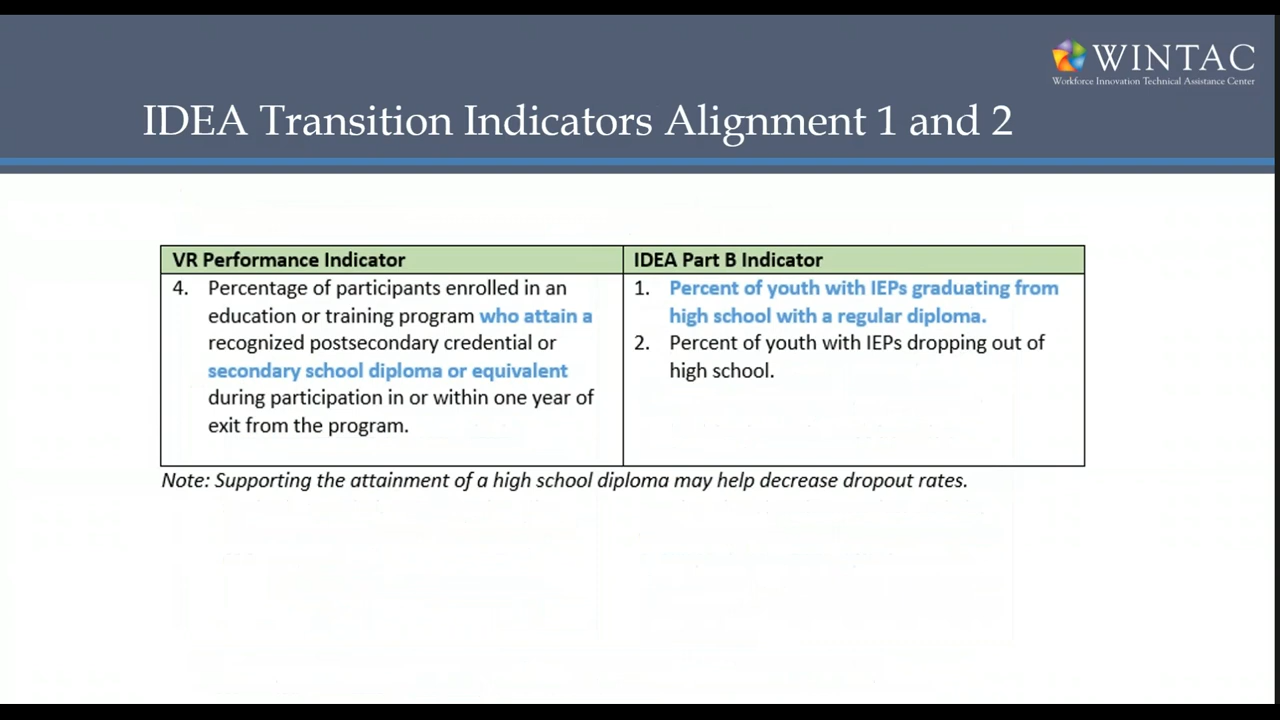 WINTAC
Workforce Innovation Technical Assistance Center
IDEA Transition Indicators Alignment 1 and 2
VR Performance Indicator
4. Percentage of participants enrolled in an
education or training program who attain a
recognized postsecondary credential or
secondary school diploma or equivalent
during participation in or within one year of
exit from the program.
IDEA Part B Indicator
1. Percent of youth with IEPs graduating from
high school with a regular diploma.
2. Percent of youth with IEPs dropping out of
high school.
Note: Supporting the attainment of a high school diploma may help decrease dropout rates.